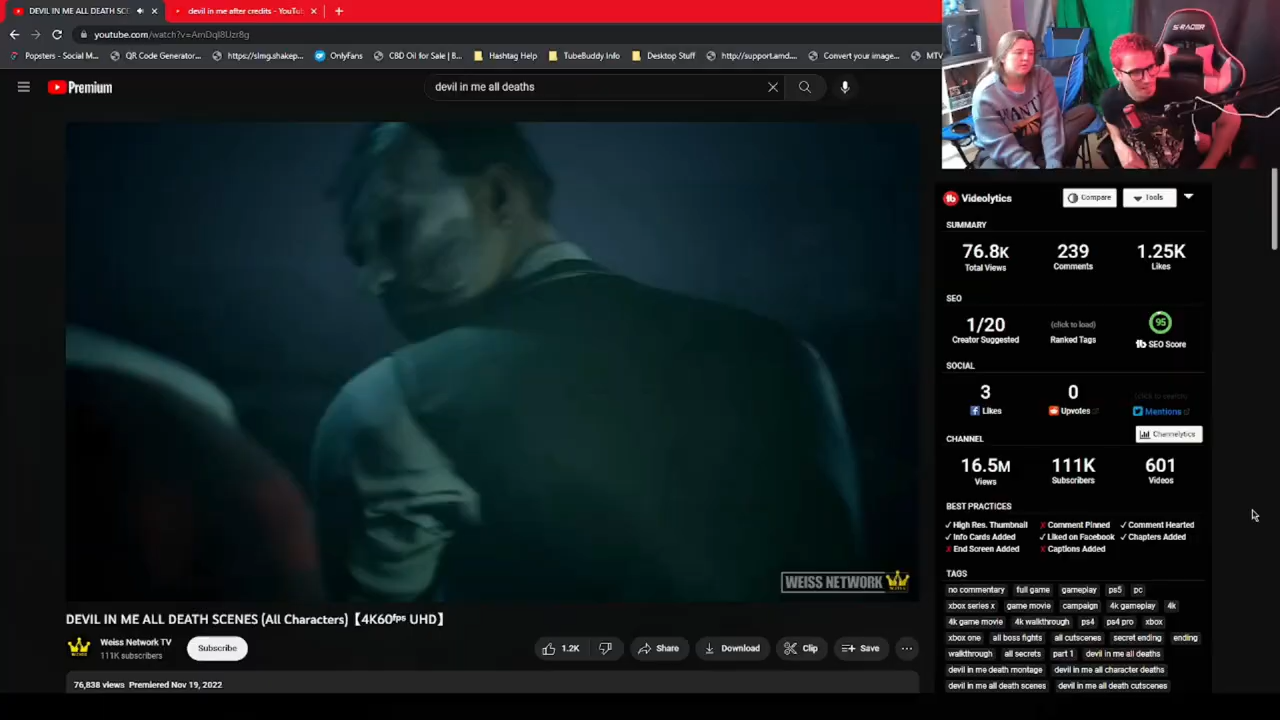 DEVIL IN ME ALL DEATH SCE
devil in me after credits - YouTu
youtube.com/watch?v=AmDqI8Uzr8g
Popsters - Social M...
QR Code Generator...
https://slmg.shakep...
OnlyFans
CBD Oil for Sale | B...
Hashtag Help
TubeBuddy Info
Desktop Stuff
http://support.amd....
Convert your image...
MTV
S-RACER
Premium
devil in me all deaths
WANT
WEISS NETWORK
DEVIL IN ME ALL DEATH SCENES (All Characters)【4K60ᶠᵖˢ UHD】
Weiss Network TV
111K subscribers
Subscribe
1.2K
Share
Download
Clip
Save
76,838 views Premiered Nov 19, 2022
tb Videolytics
Compare
Tools
SUMMARY
76.8K 239 1.25K
Total Views Comments Likes
SEO
1/20 (click to load) 95
Creator Suggested Ranked Tags tb SEO Score
SOCIAL
3 0
Likes Upvotes Mentions
Channelytics
CHANNEL
16.5M 111K 601
Views Subscribers Videos
BEST PRACTICES
✓ High Res. Thumbnail ✗ Comment Pinned ✓ Comment Hearted
✓ Info Cards Added ✓ Liked on Facebook ✓ Chapters Added
✗ End Screen Added ✗ Captions Added
TAGS
no commentary full game gameplay ps5 pc
xbox series x game movie campaign 4k gameplay 4k
4k game movie 4k walkthrough ps4 ps4 pro xbox
xbox one all boss fights all cutscenes secret ending ending
walkthrough all secrets part 1 devil in me all deaths
devil in me death montage devil in me all character deaths
devil in me all death scenes devil in me all death cutscenes